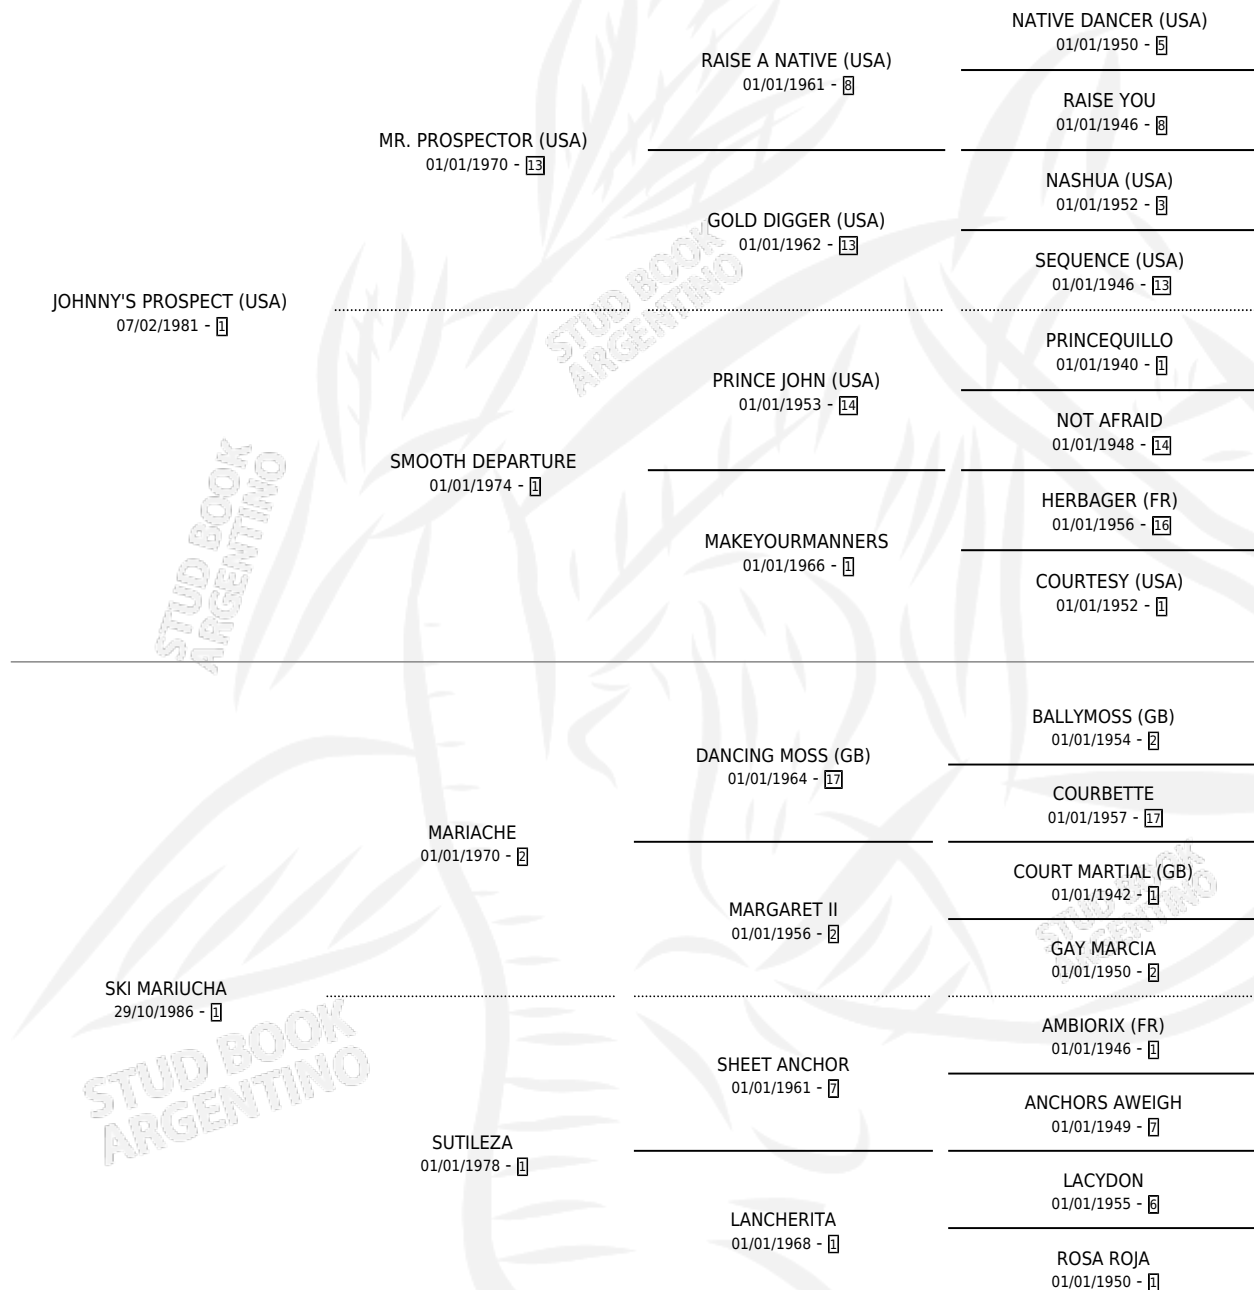 JOHNNY'S PROSPECT (USA)
07/02/1981 - 1
MR. PROSPECTOR (USA)
01/01/1970 - 13
RAISE A NATIVE (USA)
01/01/1961 - 8
NATIVE DANCER (USA)
01/01/1950 - 5
RAISE YOU
01/01/1946 - 8
GOLD DIGGER (USA)
01/01/1962 - 13
NASHUA (USA)
01/01/1952 - 3
SEQUENCE (USA)
01/01/1946 - 13
SMOOTH DEPARTURE
01/01/1974 - 1
PRINCE JOHN (USA)
01/01/1953 - 14
PRINCEQUILLO
01/01/1940 - 1
NOT AFRAID
01/01/1948 - 14
MAKEYOURMANNERS
01/01/1966 - 1
HERBAGER (FR)
01/01/1956 - 16
COURTESY (USA)
01/01/1952 - 1
SKI MARIUCHA
29/10/1986 - 1
MARIACHE
01/01/1970 - 2
DANCING MOSS (GB)
01/01/1964 - 17
BALLYMOSS (GB)
01/01/1954 - 2
COURBETTE
01/01/1957 - 17
MARGARET II
01/01/1956 - 2
COURT MARTIAL (GB)
01/01/1942 - 1
GAY MARCIA
01/01/1950 - 2
SUTILEZA
01/01/1978 - 1
SHEET ANCHOR
01/01/1961 - 7
AMBIORIX (FR)
01/01/1946 - 1
ANCHORS AWEIGH
01/01/1949 - 7
LANCHERITA
01/01/1968 - 1
LACYDON
01/01/1955 - 6
ROSA ROJA
01/01/1950 - 1
STUD BOOK
ARGENTINO
STUD BOOK
ARGENTINO
STUD BOOK
ARGENTINO
STUD BOOK
ARGENTINO